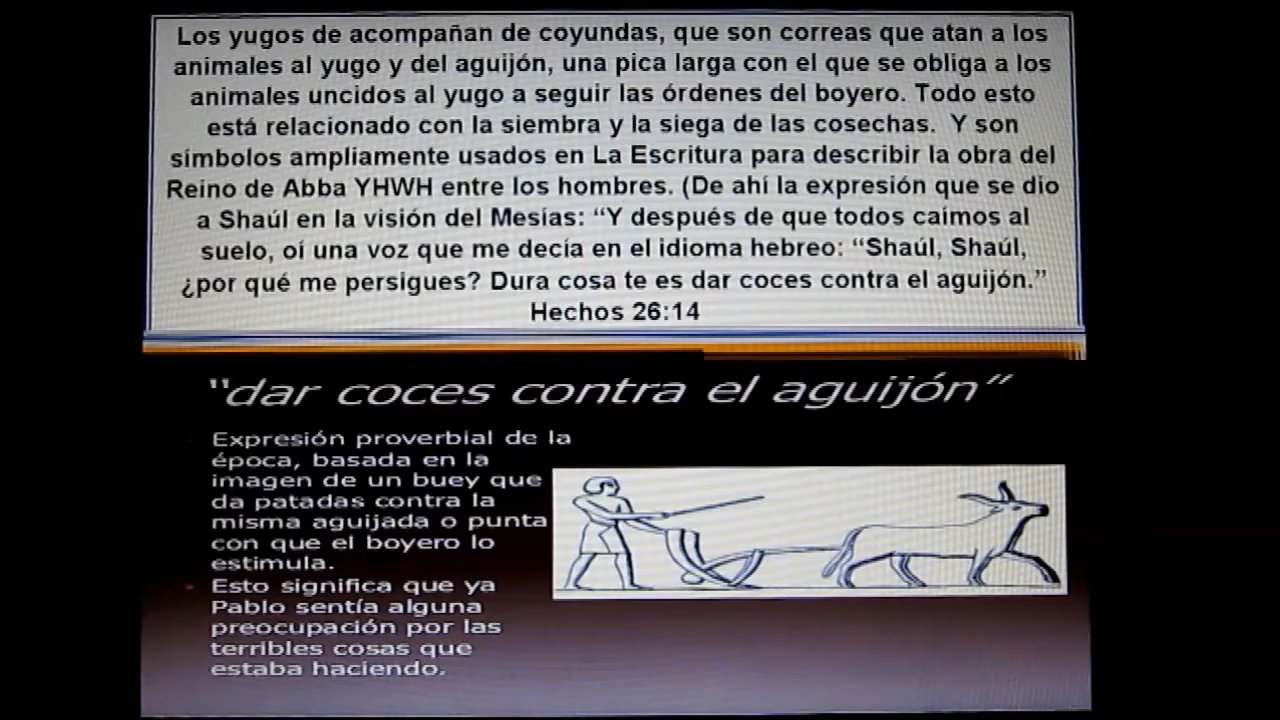 Los yugos de acompañan de coyundas, que son correas que atan a los
animales al yugo y del aguijón, una pica larga con el que se obliga a los
animales uncidos al yugo a seguir las órdenes del boyero. Todo esto
está relacionado con la siembra y la siega de las cosechas. Y son
símbolos ampliamente usados en La Escritura para describir la obra del
Reino de Abba YHWH entre los hombres. (De ahí la expresión que se dio
a Shaúl en la visión del Mesías: “Y después de que todos caímos al
suelo, oí una voz que me decía en el idioma hebreo: “Shaúl, Shaúl,
¿por qué me persigues? Dura cosa te es dar coces contra el aguijón.”
Hechos 26:14
“dar coces contra el aguijón”
Expresión proverbial de la
época, basada en la
imagen de un buey que
da patadas contra la
misma aguijada o punta
con que el boyero lo
estimula.
Esto significa que ya
Pablo sentía alguna
preocupación por las
terribles cosas que
estaba haciendo.